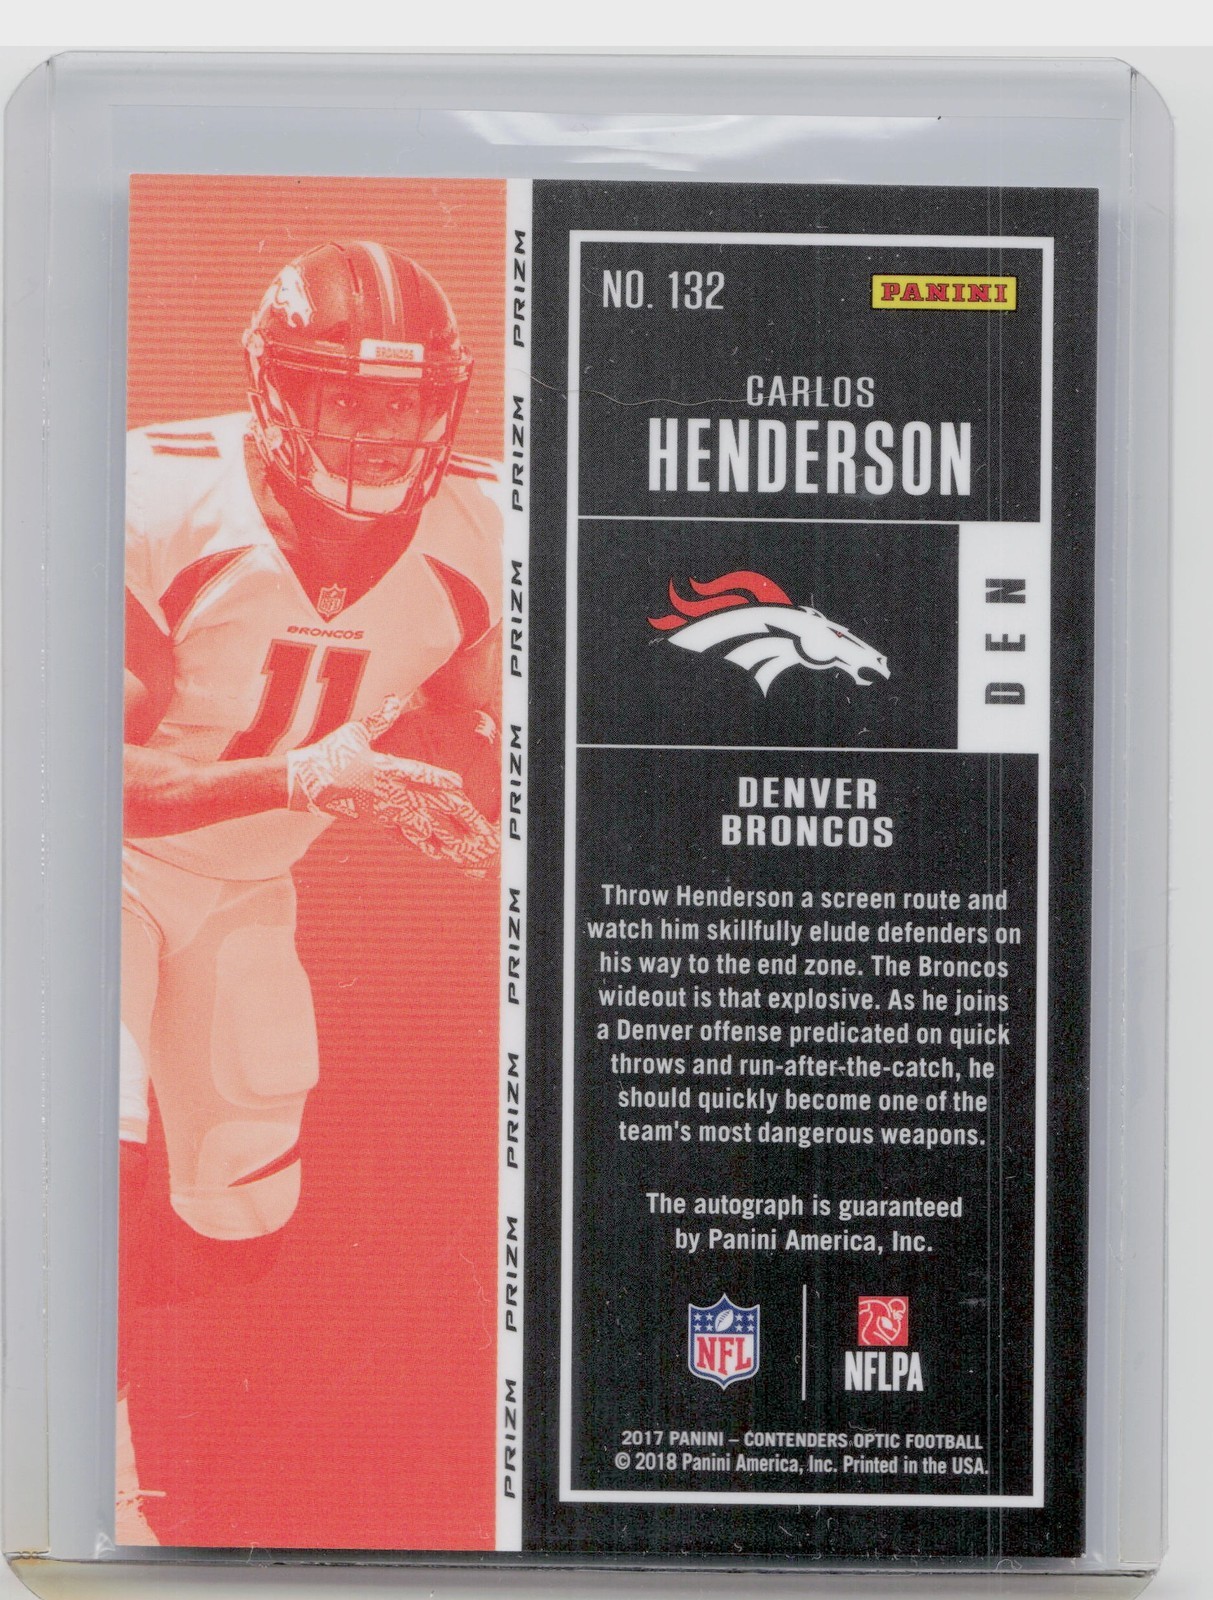 NO. 132
PANINI
CARLOS
HENDERSON
DEN
DENVER
BRONCOS
Throw Henderson a screen route and
watch him skillfully elude defenders on
his way to the end zone. The Broncos
wideout is that explosive. As he joins
a Denver offense predicated on quick
throws and run-after-the-catch, he
should quickly become one of the
team's most dangerous weapons.
The autograph is guaranteed
by Panini America, Inc.
NFL
NFLPA
2017 PANINI – CONTENDERS OPTIC FOOTBALL
© 2018 Panini America, Inc. Printed in the USA.
PRIZM PRIZM PRIZM PRIZM PRIZM PRIZM PRIZM PRIZM
BRONCOS
NFL
BRONCOS
11
11